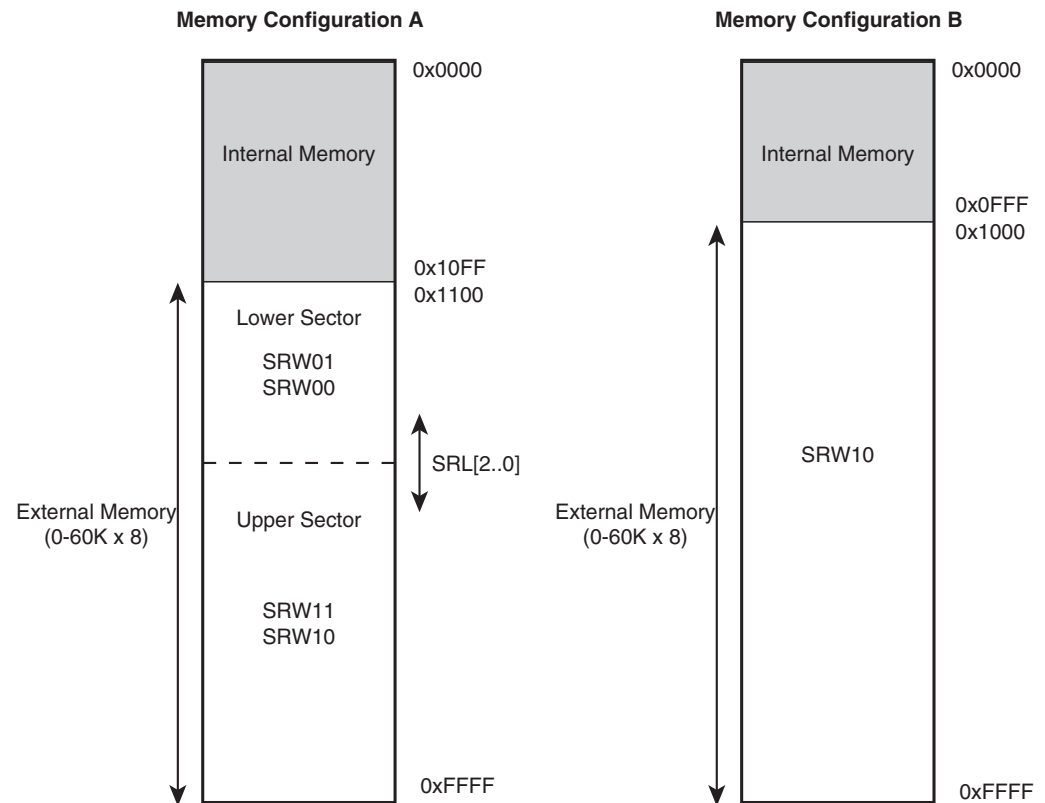 Memory Configuration A
0x0000
Internal Memory
0x10FF
0x1100
Lower Sector
SRW01
SRW00
SRL[2..0]
Upper Sector
External Memory
(0-60K x 8)
SRW11
SRW10
0xFFFF
Memory Configuration B
0x0000
Internal Memory
0x0FFF
0x1000
SRW10
External Memory
(0-60K x 8)
0xFFFF